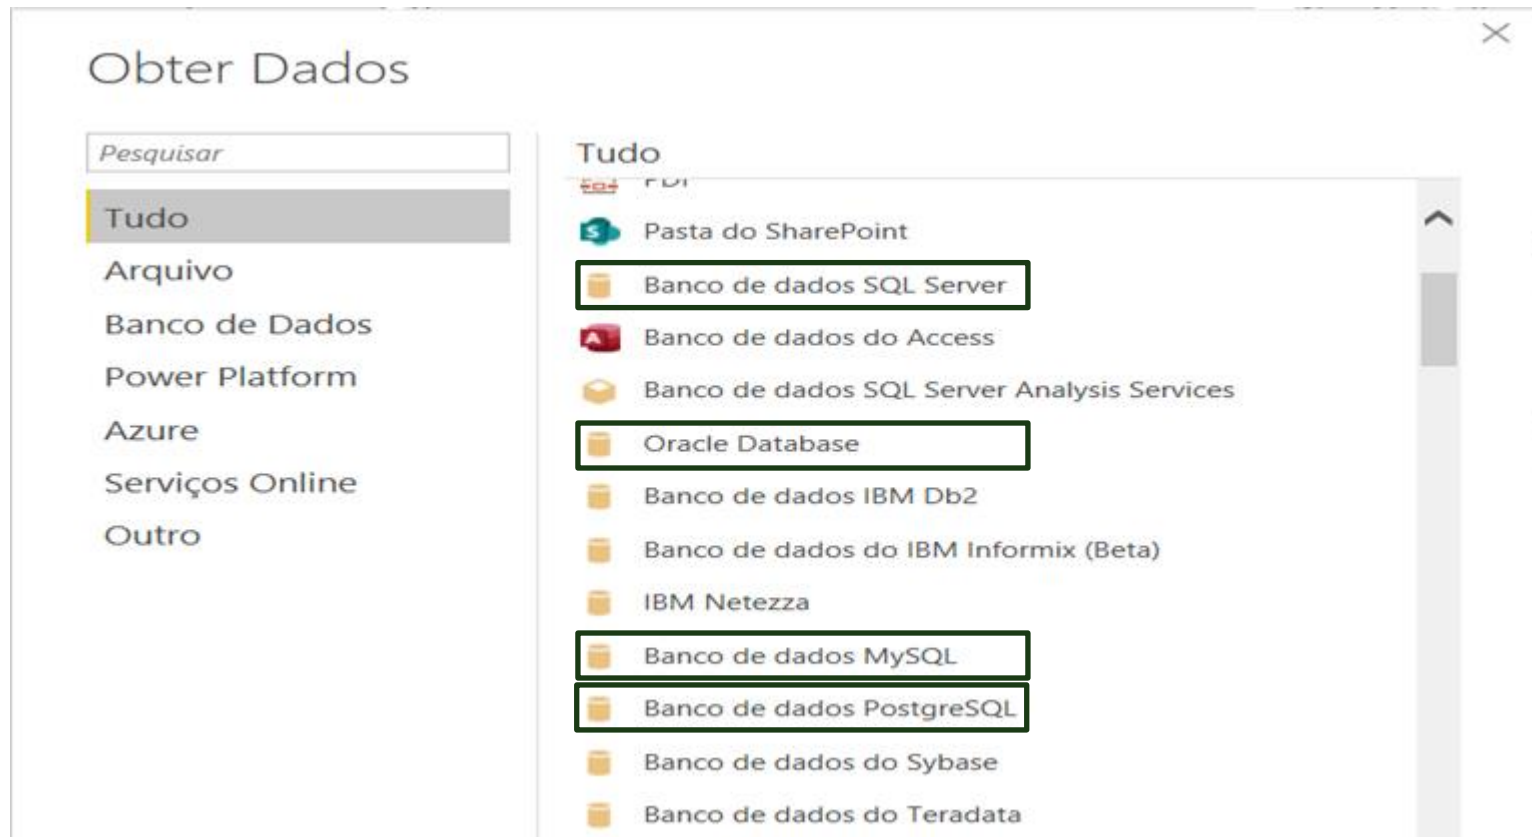 Obter Dados
Pesquisar
Tudo
Arquivo
Banco de Dados
Power Platform
Azure
Serviços Online
Outro
Tudo
PDF
Pasta do SharePoint
Banco de dados SQL Server
Banco de dados do Access
Banco de dados SQL Server Analysis Services
Oracle Database
Banco de dados IBM Db2
Banco de dados do IBM Informix (Beta)
IBM Netezza
Banco de dados MySQL
Banco de dados PostgreSQL
Banco de dados do Sybase
Banco de dados do Teradata